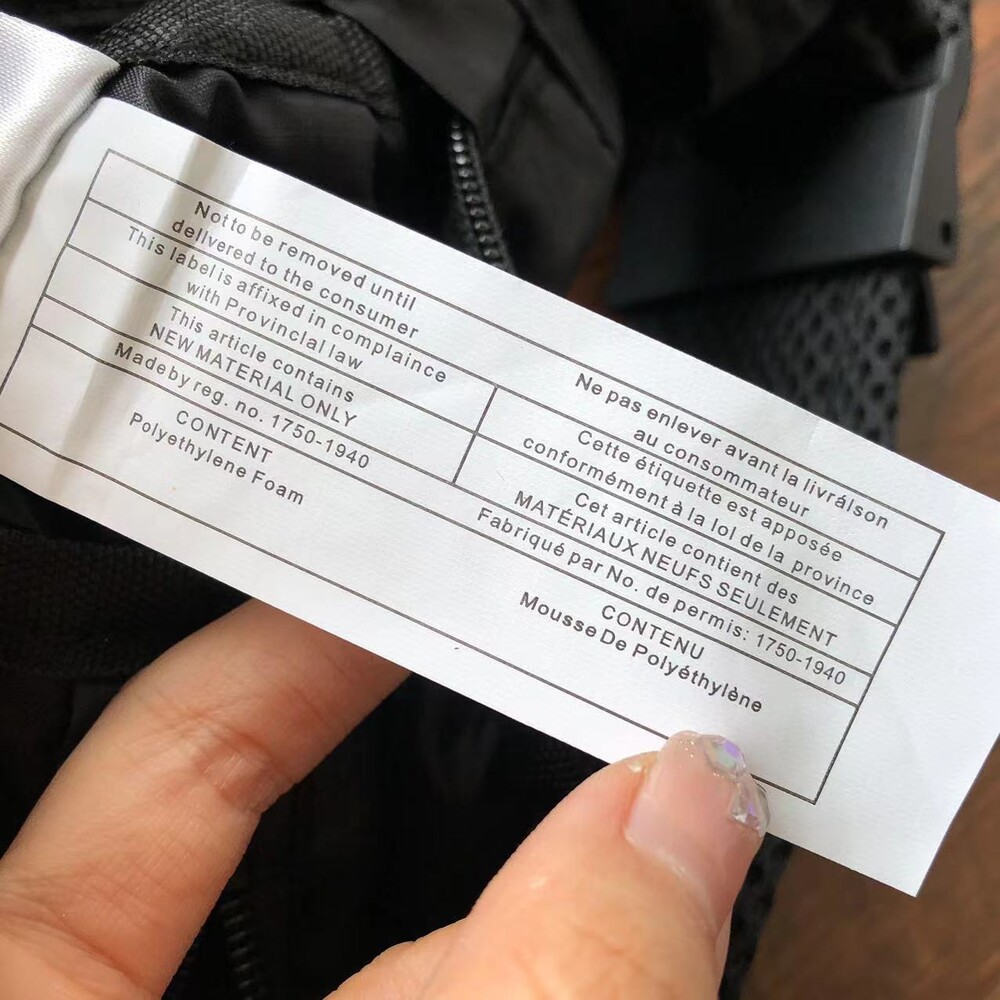 Not to be removed until
delivered to the consumer
This label is affixed in complaince
with Provinclal law
This article contains
NEW MATERIAL ONLY
Made by reg. no. 1750-1940
CONTENT
Polyethylene Foam
Ne pas enlever avant la livráison
au consommateur
Cette étiquette est apposée
conformément à la lol de la province
Cet article contient des
MATÉRIAUX NEUFS SEULEMENT
Fabriqué par No. de permis: 1750-1940
CONTENU
Mousse De Polyéthylène